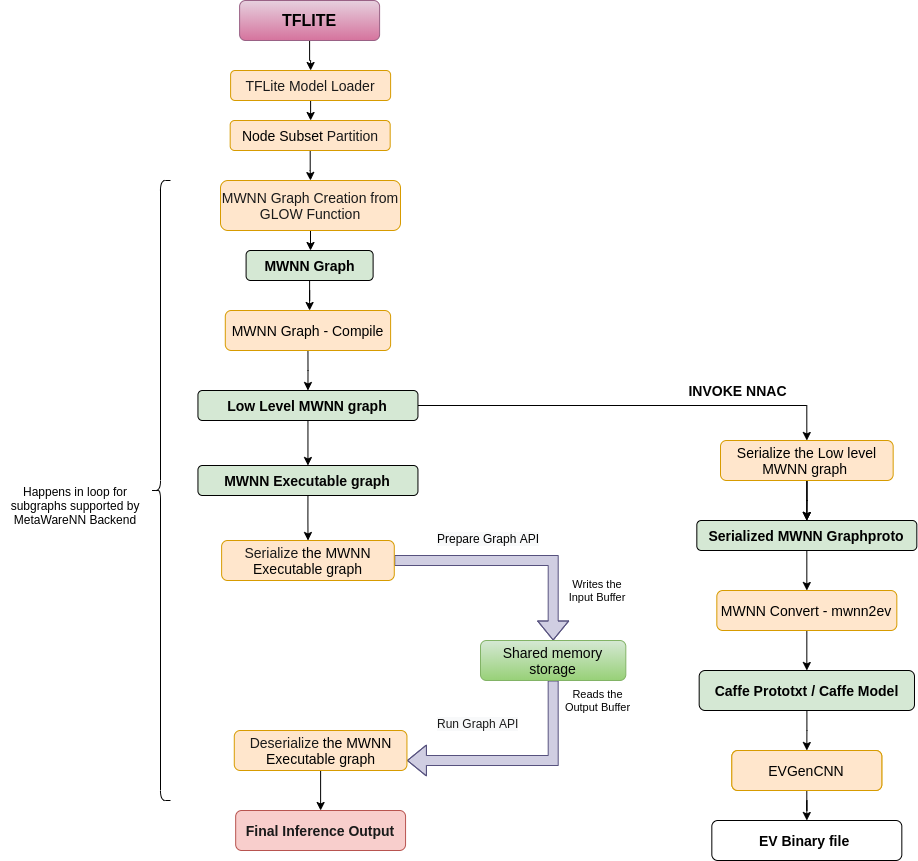 TFLITE
TFLite Model Loader
Node Subset Partition
MWNN Graph Creation from
GLOW Function
MWNN Graph
MWNN Graph - Compile
Low Level MWNN graph
INVOKE NNAC
MWNN Executable graph
Happens in loop for
subgraphs supported by
MetaWareNN Backend
Serialize the MWNN
Executable graph
Prepare Graph API
Writes the
Input Buffer
Shared memory
storage
Reads the
Output Buffer
Run Graph API
Deserialize the MWNN
Executable graph
Final Inference Output
Serialize the Low level
MWNN graph
Serialized MWNN Graphproto
MWNN Convert - mwnn2ev
Caffe Prototxt / Caffe Model
EVGenCNN
EV Binary file